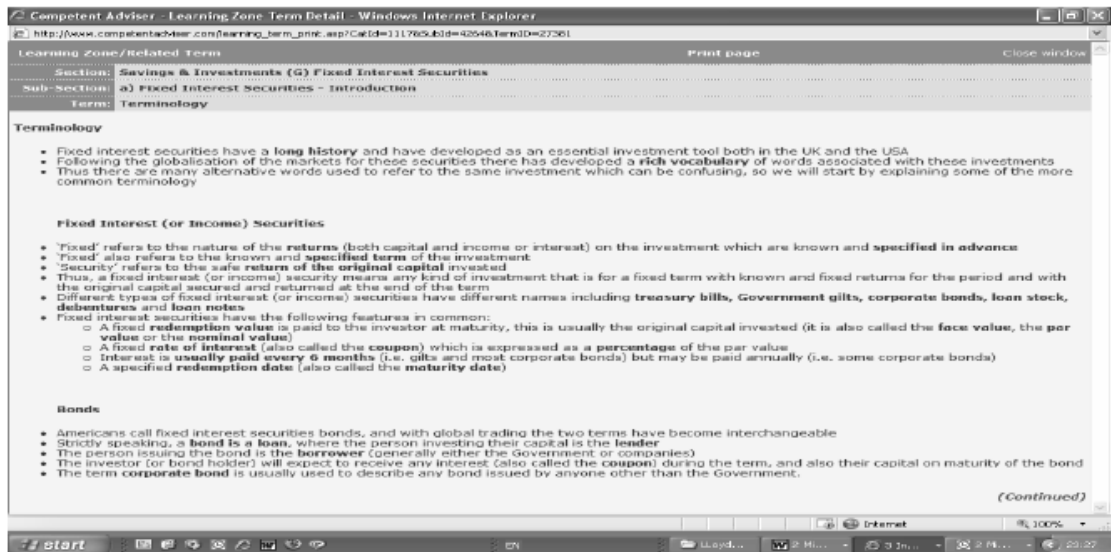 Competent Adviser - Learning Zone Term Detail - Windows Internet Explorer
http://www.competentadviser.com/learning_term_print.asp?CatId=1117&SubId=4264&TermID=27361
Learning Zone/Related Term Print page Close window
Section: Savings & Investments (G) Fixed Interest Securities
Sub-Section: a) Fixed Interest Securities - Introduction
Term: Terminology
Terminology
• Fixed interest securities have a long history and have developed as an essential investment tool both in the UK and the USA
• Following the globalisation of the markets for these securities there has developed a rich vocabulary of words associated with these investments
• Thus there are many alternative words used to refer to the same investment which can be confusing, so we will start by explaining some of the more
common terminology
Fixed Interest (or Income) Securities
• 'Fixed' refers to the nature of the returns (both capital and income or interest) on the investment which are known and specified in advance
• 'Fixed' also refers to the known and specified term of the investment
• 'Security' refers to the safe return of the original capital invested
• Thus, a fixed interest (or income) security means any kind of investment that is for a fixed term with known and fixed returns for the period and with
the original capital secured and returned at the end of the term
• Different types of fixed interest (or income) securities have different names including treasury bills, Government gilts, corporate bonds, loan stock,
debentures and loan notes
• Fixed interest securities have the following features in common:
○ A fixed redemption value is paid to the investor at maturity, this is usually the original capital invested (it is also called the face value, the par
value or the nominal value)
○ A fixed rate of interest (also called the coupon) which is expressed as a percentage of the par value
○ Interest is usually paid every 6 months (i.e. gilts and most corporate bonds) but may be paid annually (i.e. some corporate bonds)
○ A specified redemption date (also called the maturity date)
Bonds
• Americans call fixed interest securities bonds, and with global trading the two terms have become interchangeable
• Strictly speaking, a bond is a loan, where the person investing their capital is the lender
• The person issuing the bond is the borrower (generally either the Government or companies)
• The investor (or bond holder) will expect to receive any interest (also called the coupon) during the term, and also their capital on maturity of the bond
• The term corporate bond is usually used to describe any bond issued by anyone other than the Government.
(Continued)
Internet 100%
start EN Lloyd... 2 Mi... 3 In... 2 M... 23:27